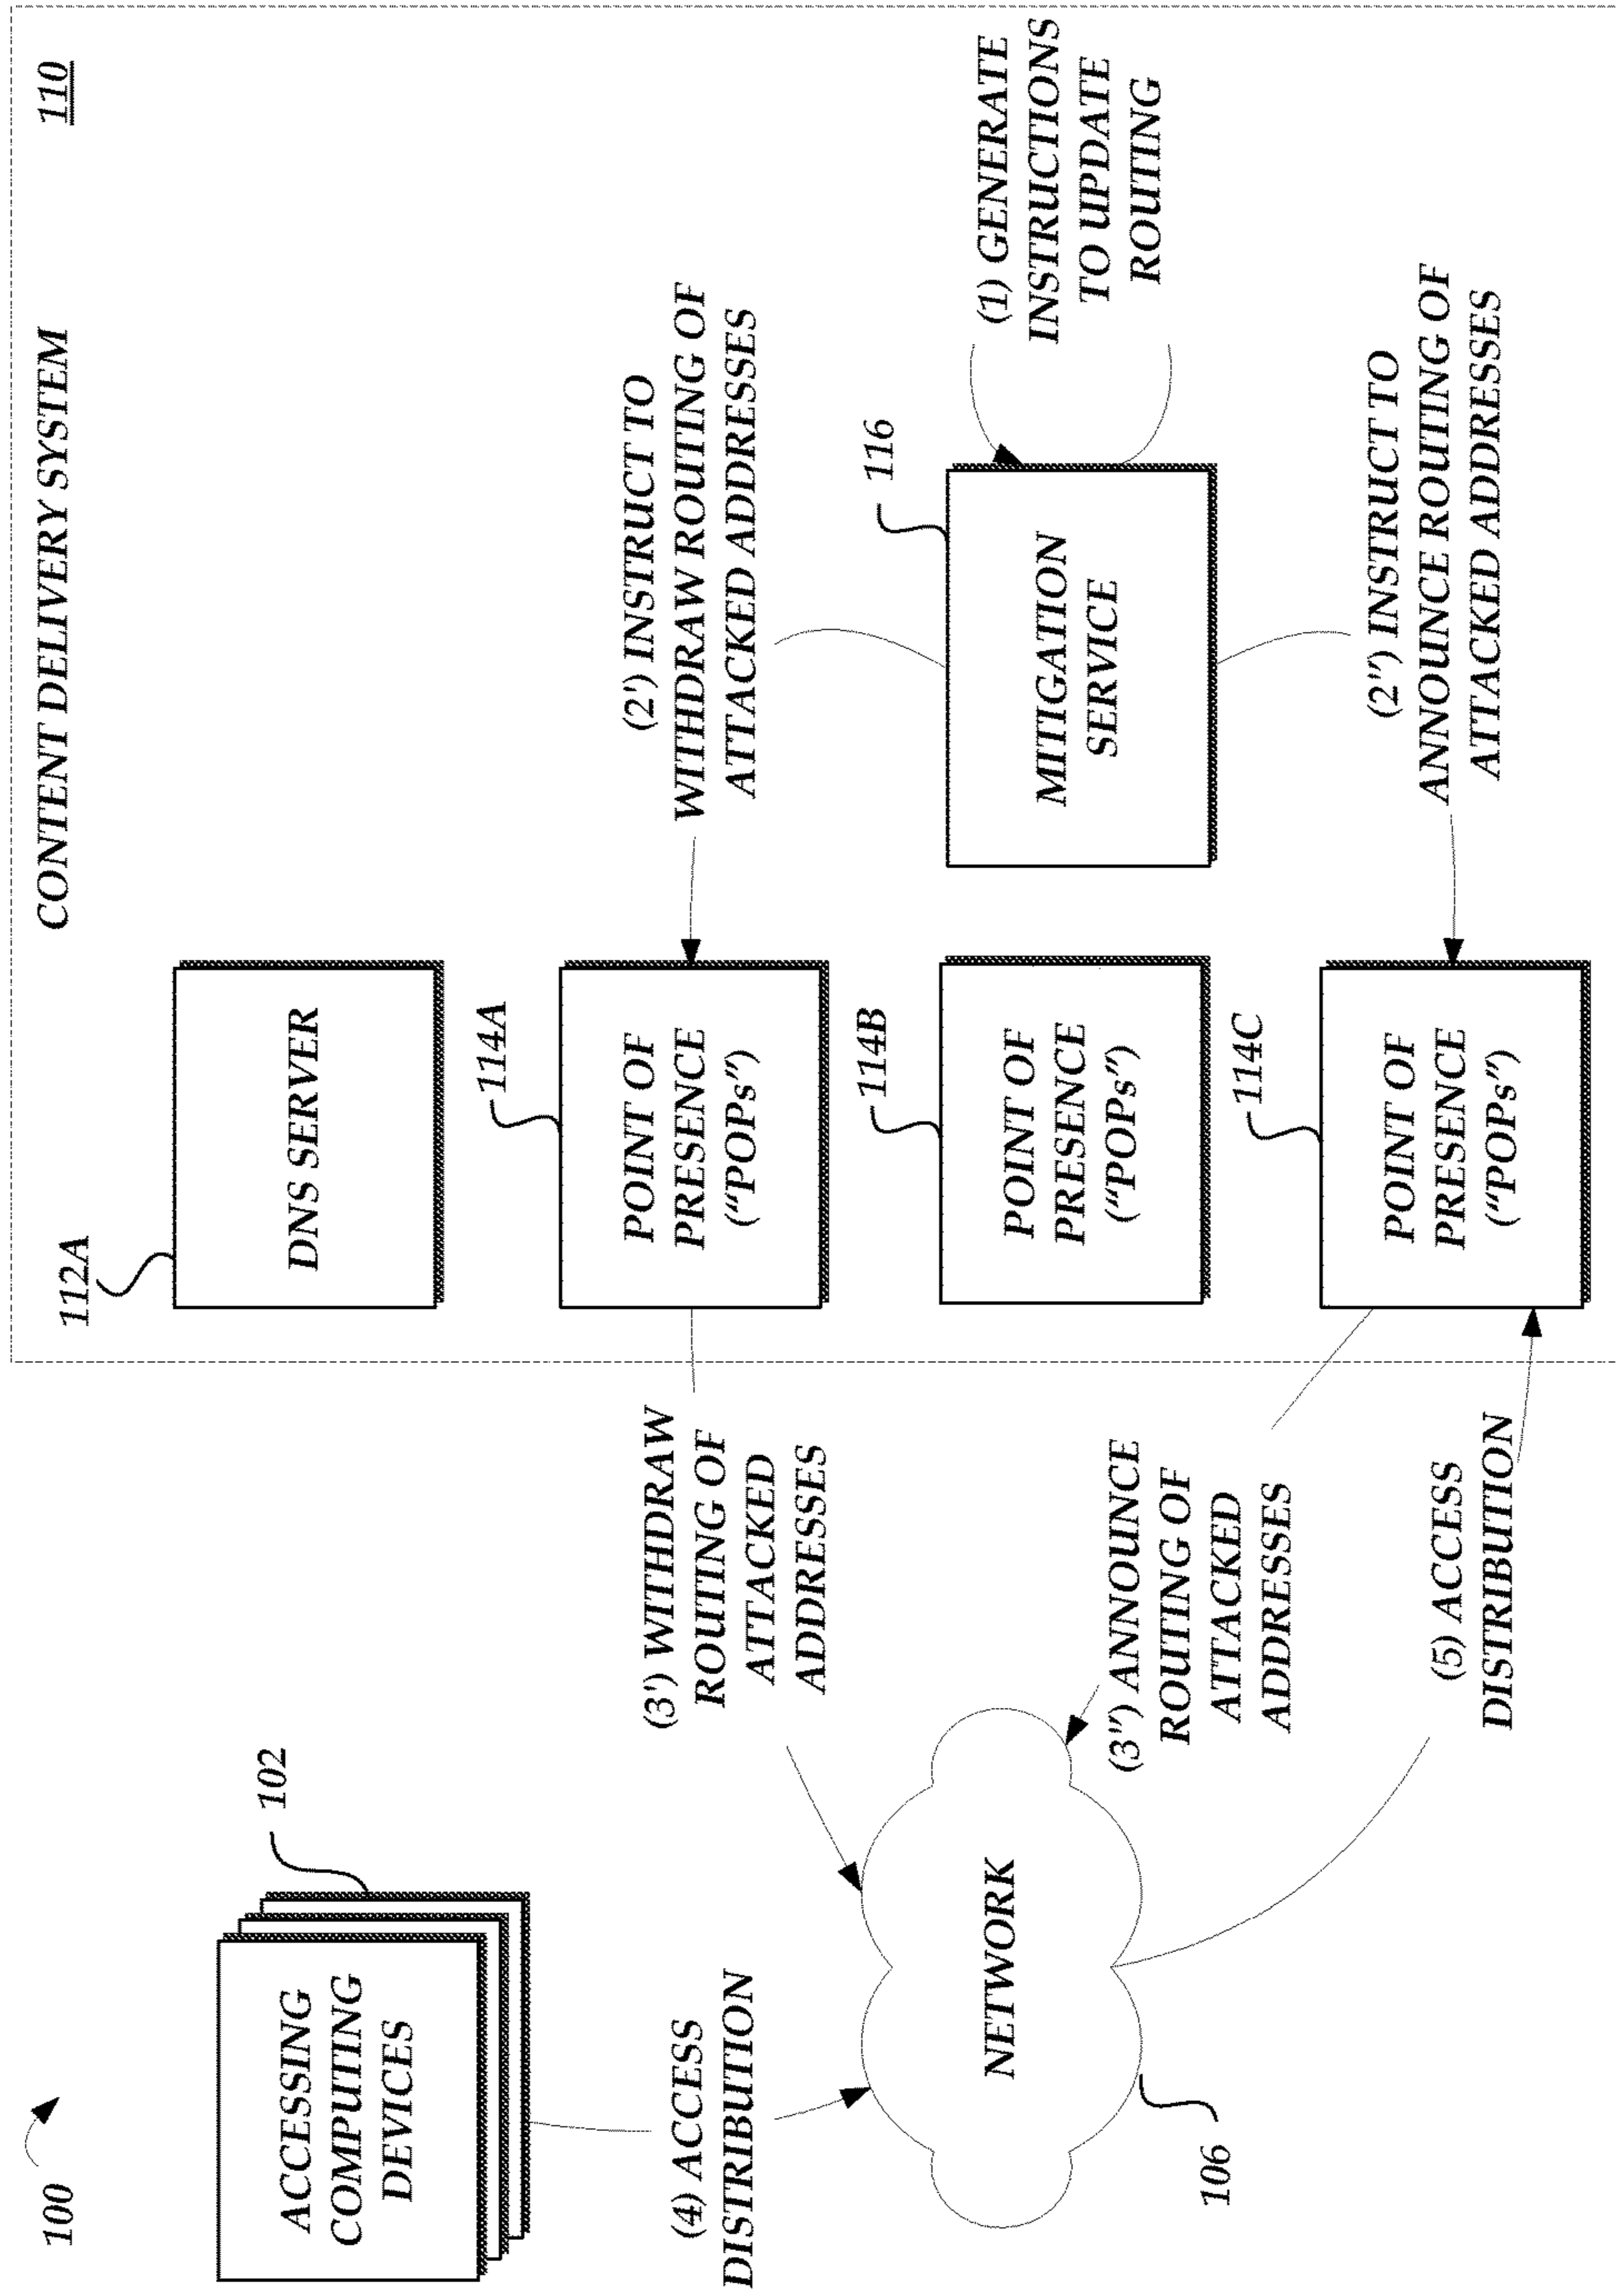 100
CONTENT DELIVERY SYSTEM
110
112A
DNS SERVER
102
ACCESSING
COMPUTING
DEVICES
114A
POINT OF
PRESENCE
(“POPs”)
(2') INSTRUCT TO
WITHDRAW ROUTING OF
ATTACKED ADDRESSES
(3') WITHDRAW
ROUTING OF
ATTACKED
ADDRESSES
(4) ACCESS
DISTRIBUTION
114B
POINT OF
PRESENCE
(“POPs”)
116
MITIGATION
SERVICE
(1) GENERATE
INSTRUCTIONS
TO UPDATE
ROUTING
NETWORK
106
(3'') ANNOUNCE
ROUTING OF
ATTACKED
ADDRESSES
114C
POINT OF
PRESENCE
(“POPs”)
(2'') INSTRUCT TO
ANNOUNCE ROUTING OF
ATTACKED ADDRESSES
(5) ACCESS
DISTRIBUTION